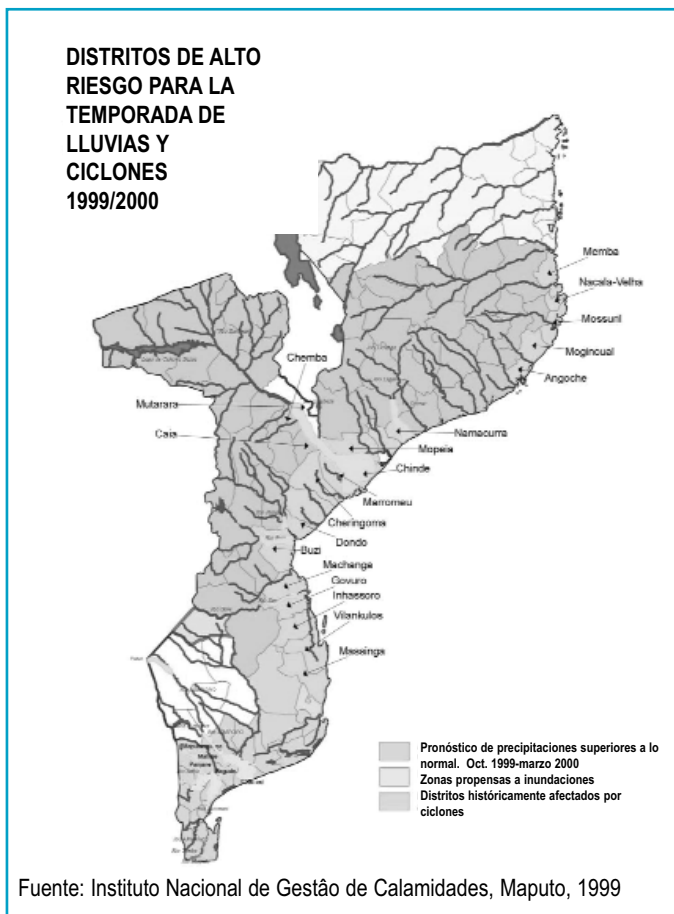 DISTRITOS DE ALTO
RIESGO PARA LA
TEMPORADA DE
LLUVIAS Y
CICLONES
1999/2000
Memba
Nacala-Velha
Mossuril
Mogincual
Angoche
Chemba
Mutarara
Caia
Namacurra
Mopeia
Chinde
Marromeu
Cheringoma
Dondo
Buzi
Machanga
Govuro
Inhassoro
Vilankulos
Massinga
Pronóstico de precipitaciones superiores a lo
normal. Oct. 1999-marzo 2000
Zonas propensas a inundaciones
Distritos históricamente afectados por
ciclones
Fuente: Instituto Nacional de Gestâo de Calamidades, Maputo, 1999